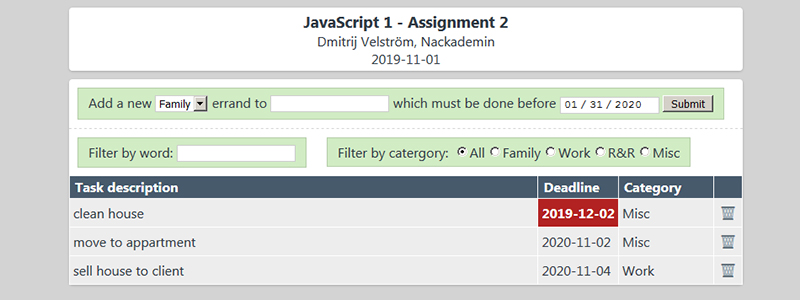 JavaScript 1 - Assignment 2
Dmitrij Velström, Nackademin
2019-11-01
Add a new Family errand to which must be done before 01 / 31 / 2020 Submit
Filter by word: Filter by catergory: All Family Work R&R Misc
Task description Deadline Category
clean house 2019-12-02 Misc
move to appartment 2020-11-02 Misc
sell house to client 2020-11-04 Work